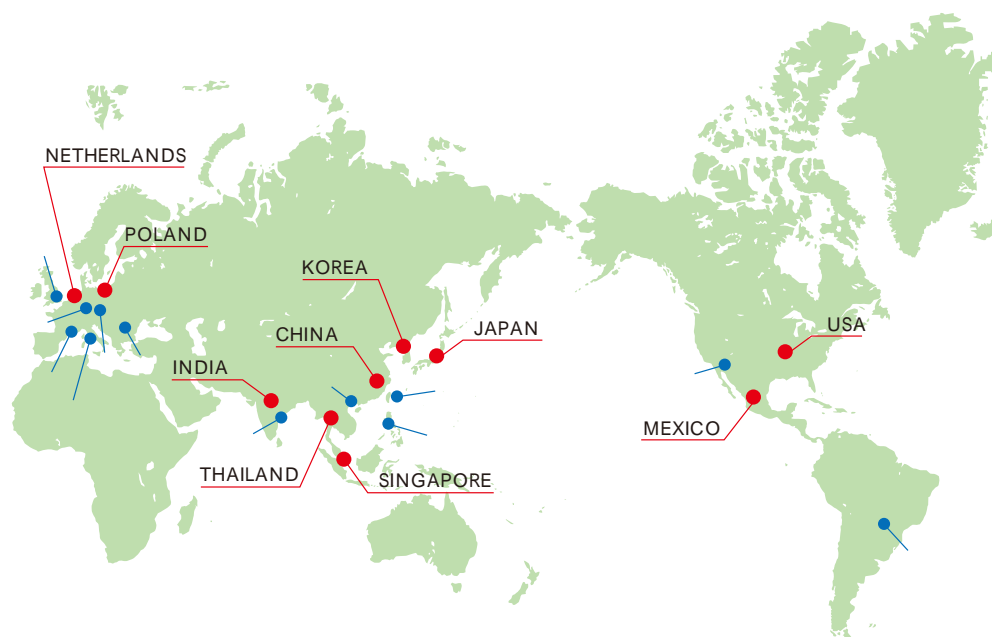 NETHERLANDS
POLAND
KOREA
USA
JAPAN
CHINA
INDIA
MEXICO
THAILAND
SINGAPORE